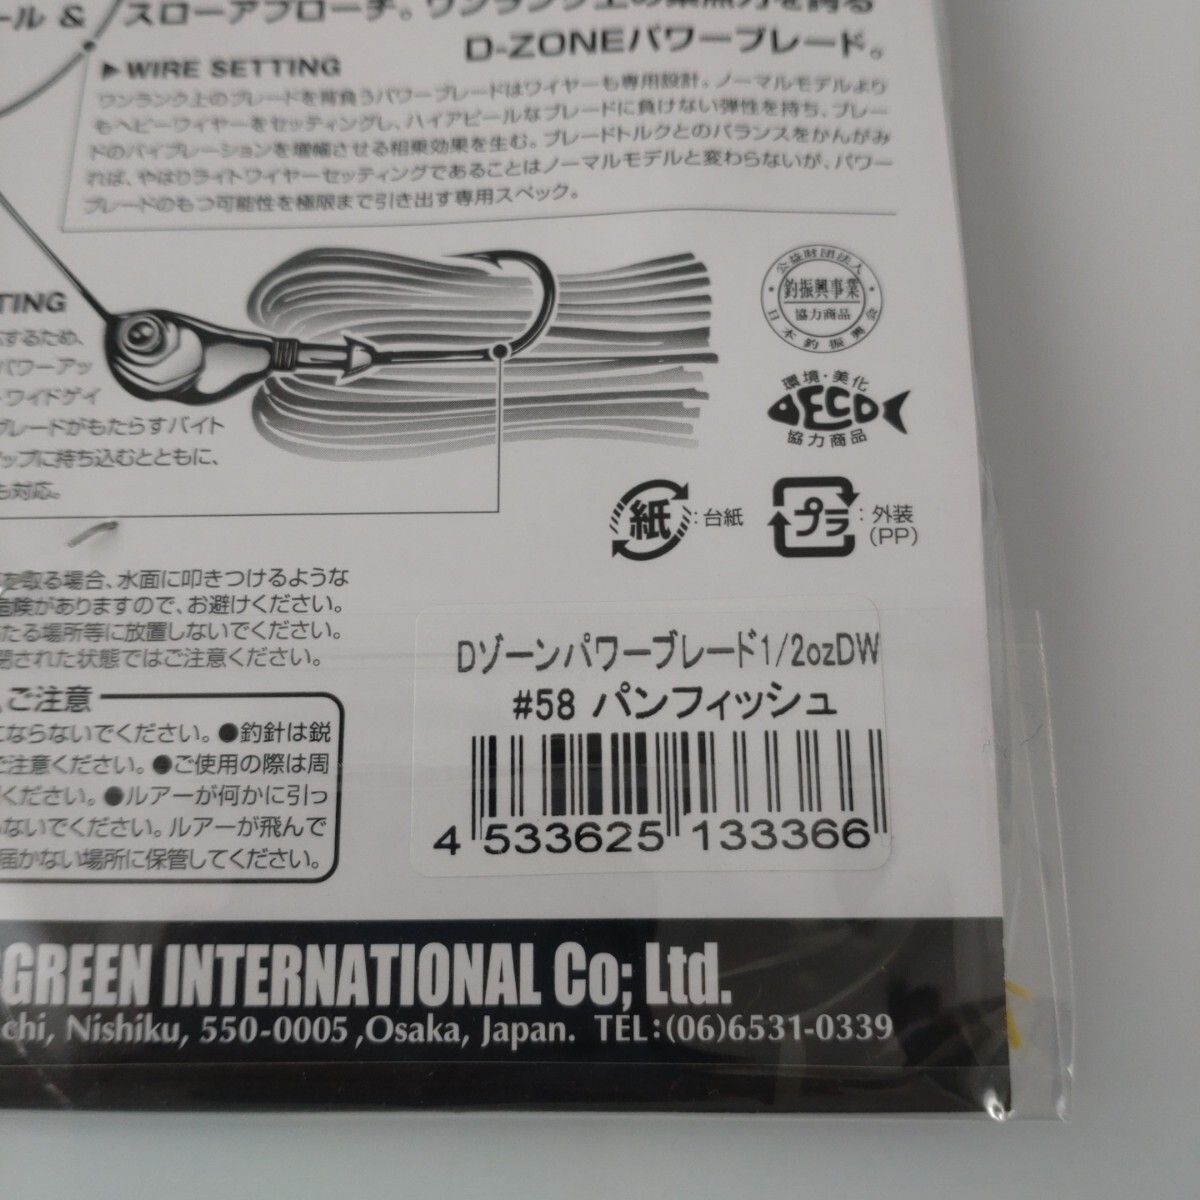 ール & スローアプローチ。ワンランク上の集魚力を誇る
D-ZONEパワーブレード。
▶WIRE SETTING
ワンランク上のブレードを背負うパワーブレードはワイヤーも専用設計。ノーマルモデルより
もヘビーワイヤーをセッティングし、ハイアピールなブレードに負けない弾性を持ち、ブレー
ドのバイブレーションを増幅させる相乗効果を生む。ブレードトルクとのバランスをかんがみ
れば、やはりライトワイヤーセッティングであることはノーマルモデルと変わらないが、パワー
ブレードのもつ可能性を極限まで引き出す専用スペック。
TTING
するため、
パワーアッ
・ワイドゲイ
ブレードがもたらすバイト
ップに持ち込むとともに、
も対応。
公益財団法人
釣振興事業
協力商品
日本釣振興会
環境・美化
ECO
協力商品
紙:台紙
プラ:外装
(PP)
を取る場合、水面に叩きつけるような
危険がありますので、お避けください。
たる場所等に放置しないでください。
閉された状態ではご注意ください。
ご注意
にならないでください。●釣針は鋭
ご注意ください。●ご使用の際は周
ください。●ルアーが何かに引っ
ないでください。ルアーが飛んで
届かない場所に保管してください。
Dゾーンパワーブレード1/2ozDW
#58 パンフィッシュ
4 533625 133366
GREEN INTERNATIONAL Co; Ltd.
chi, Nishiku, 550-0005 ,Osaka, Japan. TEL:(06)6531-0339